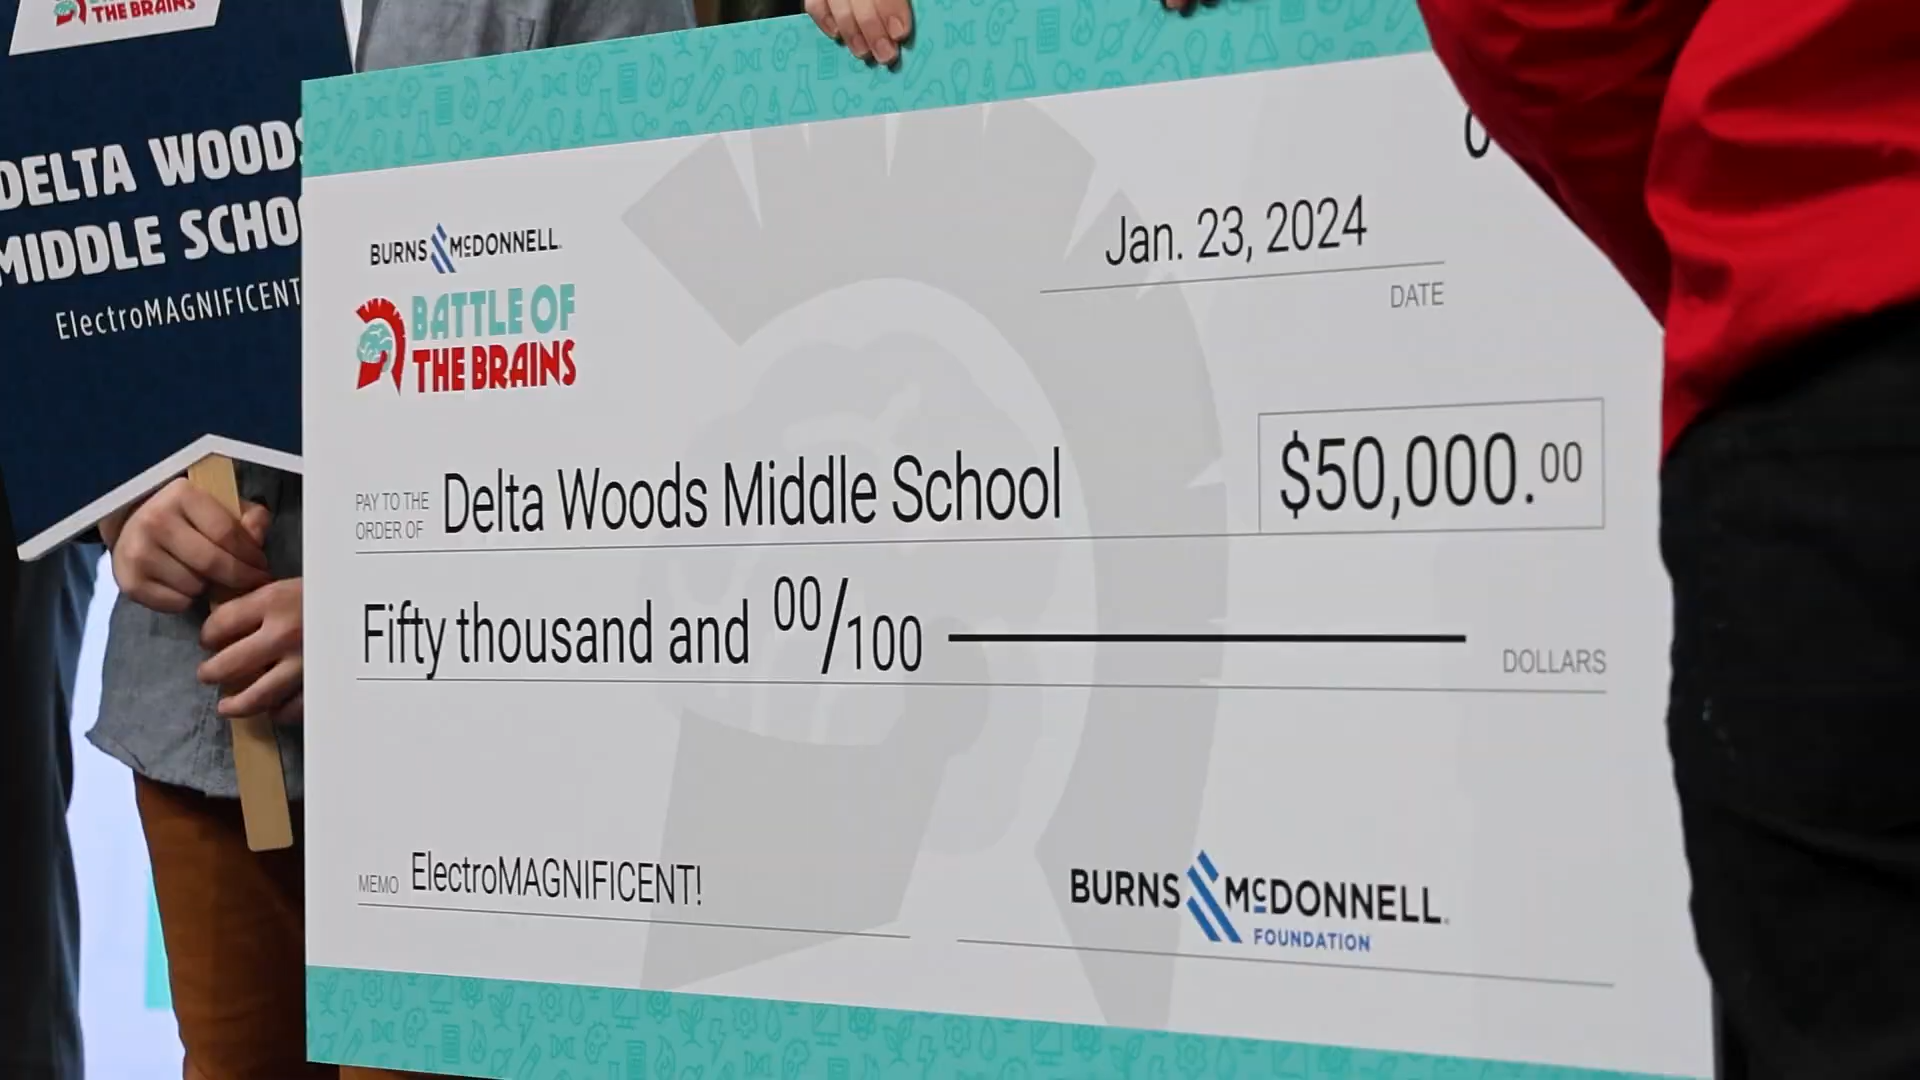 THE BRAINS
DELTA WOODS
MIDDLE SCHOO
ElectroMAGNIFICENT
BURNS McDONNELL.
BATTLE OF
THE BRAINS
Jan. 23, 2024
DATE
PAY TO THE
ORDER OF
Delta Woods Middle School
$50,000.00
Fifty thousand and 00/100
DOLLARS
MEMO ElectroMAGNIFICENT!
BURNS McDONNELL.
FOUNDATION